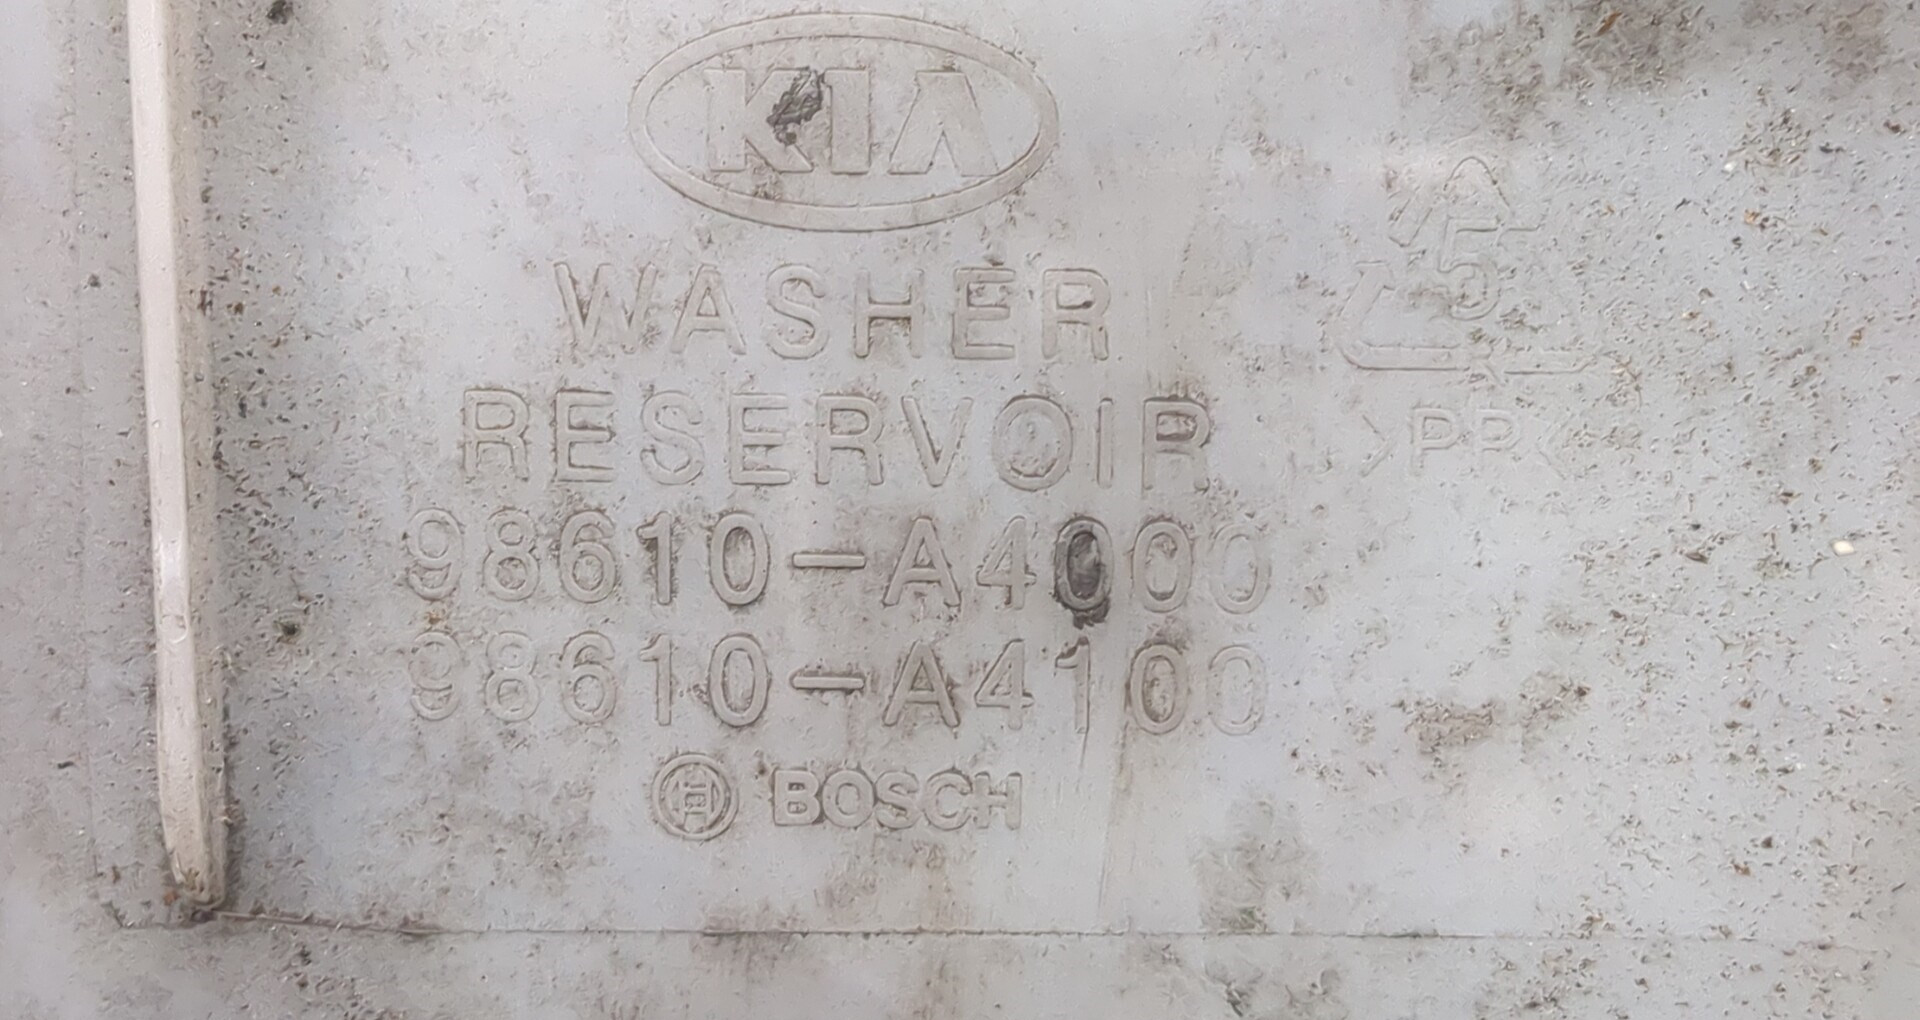 KIA
WASHER
RESERVOIR
98610-A4000
98610-A4100
BOSCH
5
>PP<